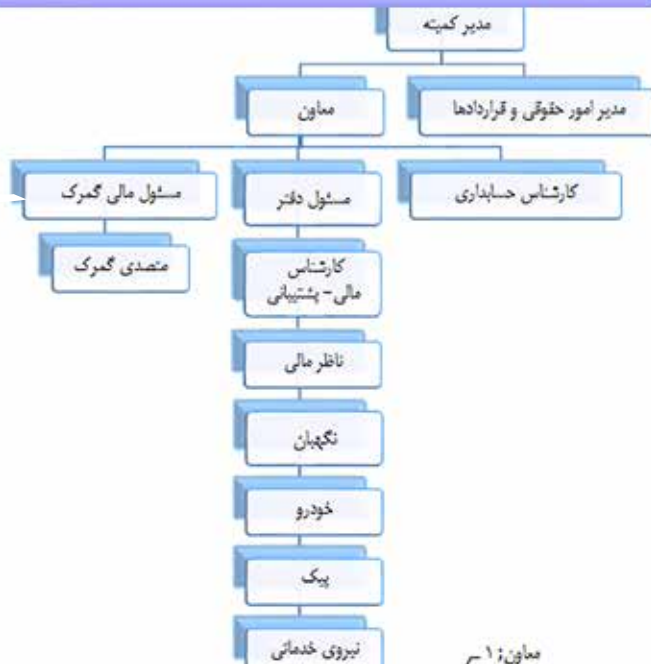 مدیر کمیته
مدیر امور حقوقی و قراردادها
معاون
کارشناس حسابداری
مسئول دفتر
مسئول مالی گمرک
کارشناس
مالی - پشتیبانی
متصدی گمرک
ناظر مالی
نگهبان
خودرو
پیک
نیروی خدماتی
معاون: ۱